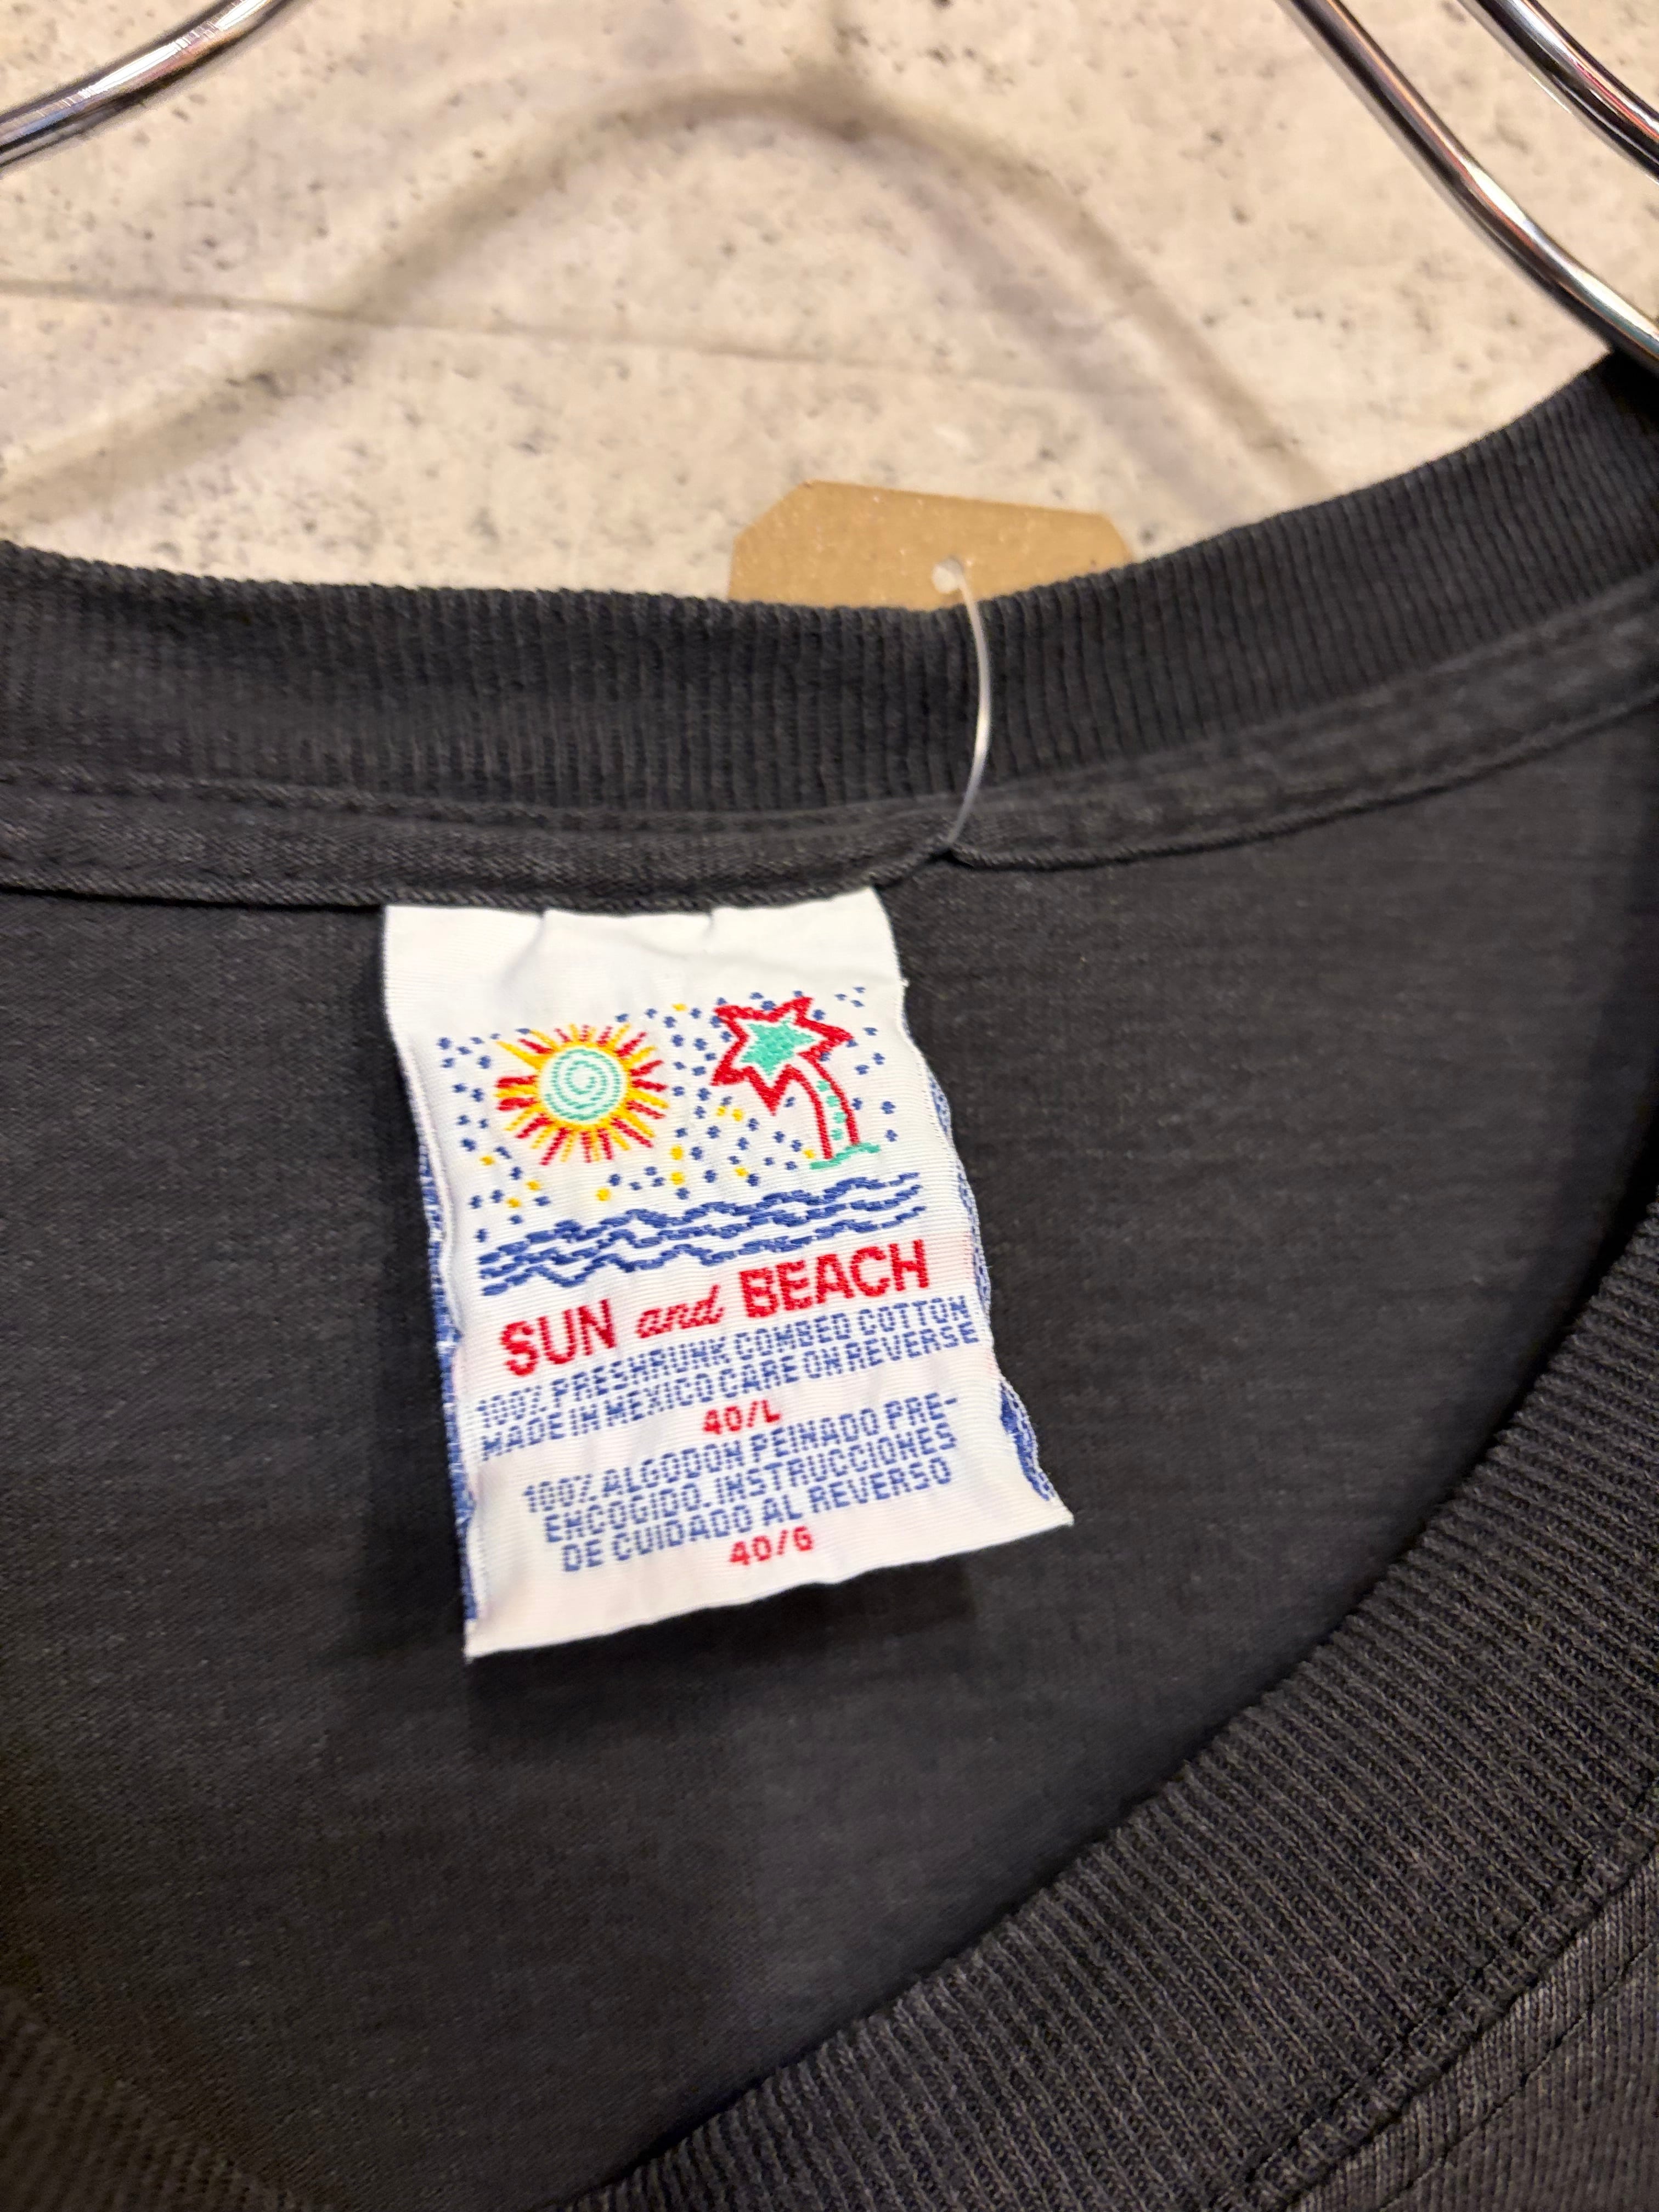 SUN and BEACH
100% PRESHRUNK COMBED COTTON
MADE IN MEXICO CARE ON REVERSE
40/L
100% ALGODON PEINADO PRE-
ENCOGIDO. INSTRUCCIONES
DE CUIDADO AL REVERSO
40/G